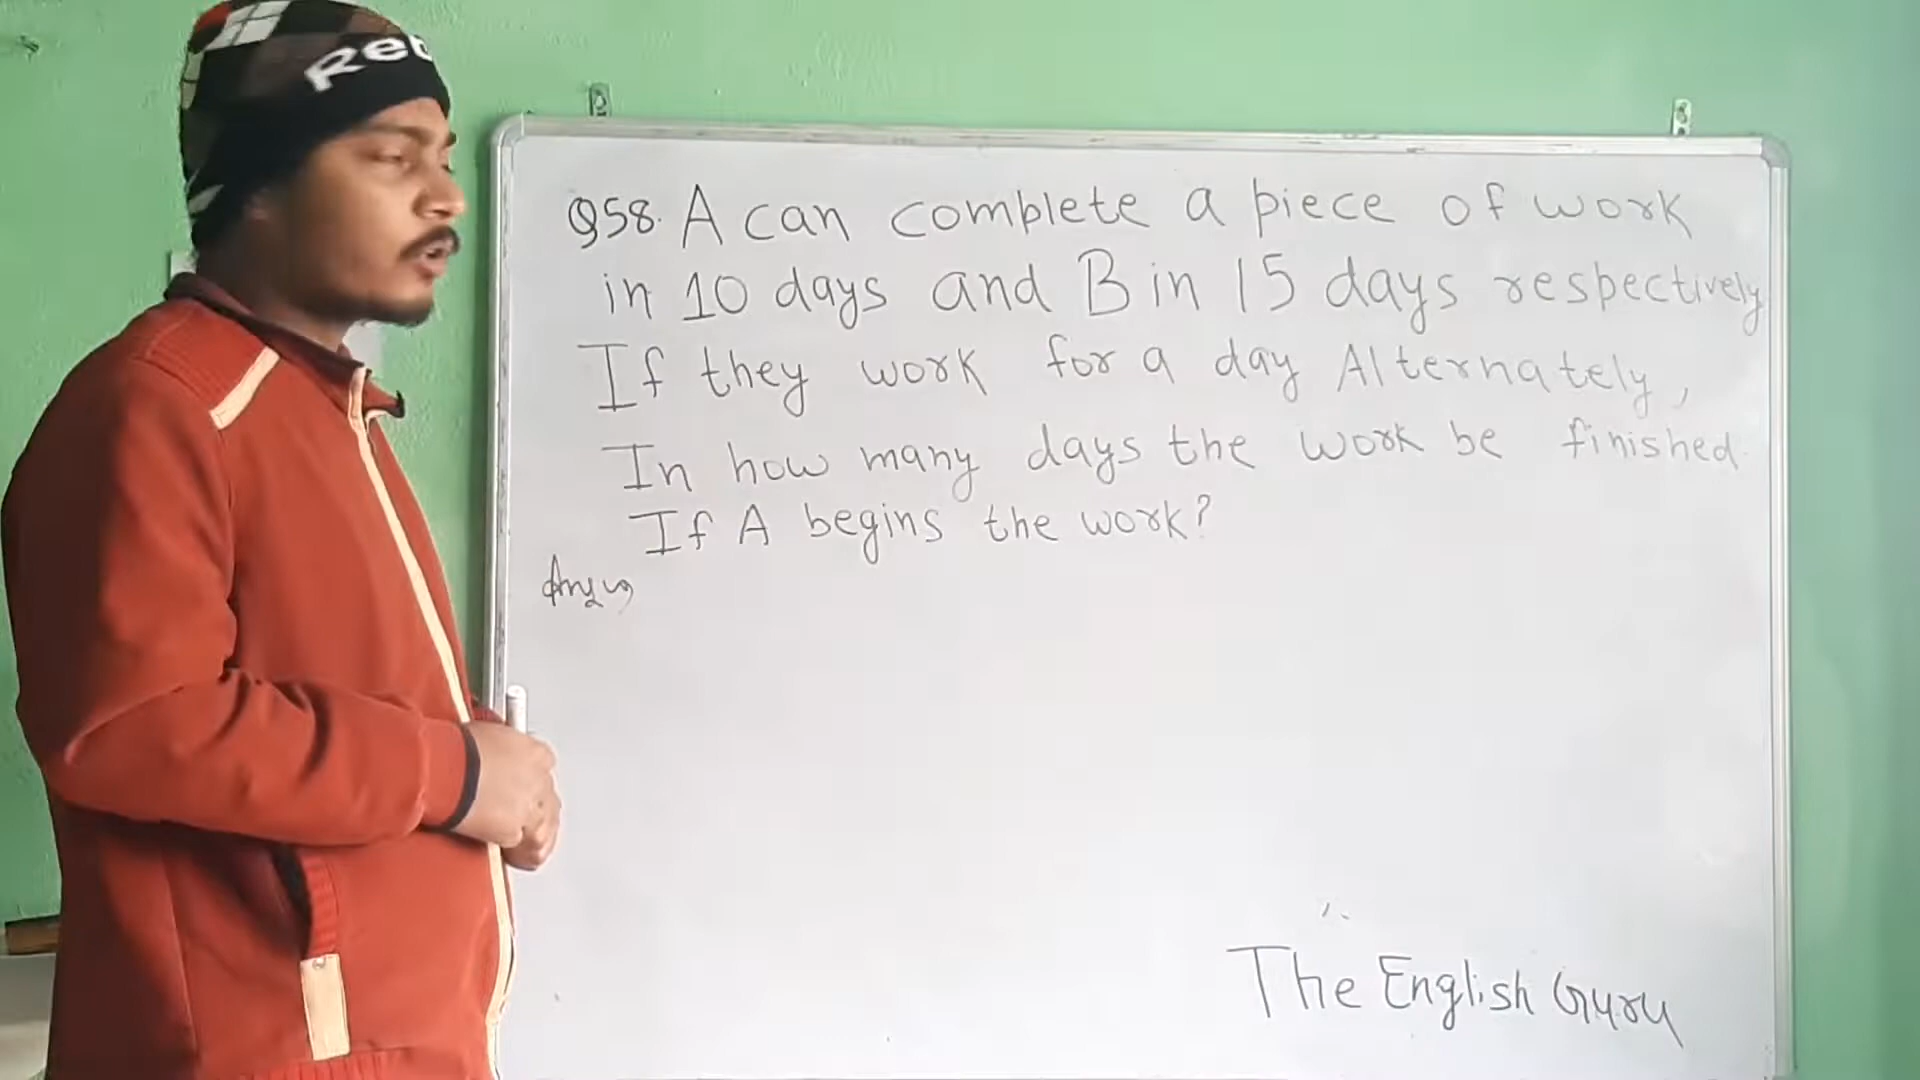 Reeb
Q58. A can complete a piece of work
in 10 days and B in 15 days respectively
If they work for a day Alternately,
In how many days the work be finished
If A begins the work?
The English Guru